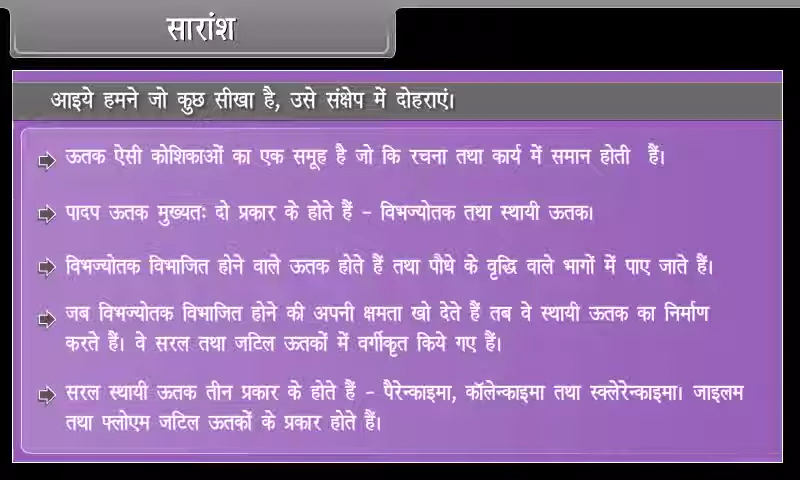 सारांश
आइये हमने जो कुछ सीखा है, उसे संक्षेप में दोहराएं।
ऊतक ऐसी कोशिकाओं का एक समूह है जो कि रचना तथा कार्य में समान होती हैं।
पादप ऊतक मुख्यतः दो प्रकार के होते हैं - विभज्योतक तथा स्थायी ऊतक।
विभज्योतक विभाजित होने वाले ऊतक होते हैं तथा पौधे के वृद्धि वाले भागों में पाए जाते हैं।
जब विभज्योतक विभाजित होने की अपनी क्षमता खो देते हैं तब वे स्थायी ऊतक का निर्माण
करते हैं। वे सरल तथा जटिल ऊतकों में वर्गीकृत किये गए हैं।
सरल स्थायी ऊतक तीन प्रकार के होते हैं - पैरेन्काइमा, कॉलेन्काइमा तथा स्क्लेरेन्काइमा। जाइलम
तथा फ्लोएम जटिल ऊतकों के प्रकार होते हैं।